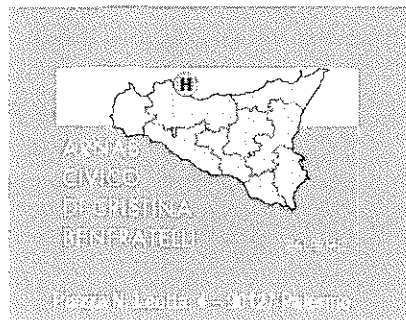 H
ARNAS
CIVICO
DI CRISTINA
BENFRATELLI
Piazza N. Leotta, 4 – 90127 Palermo